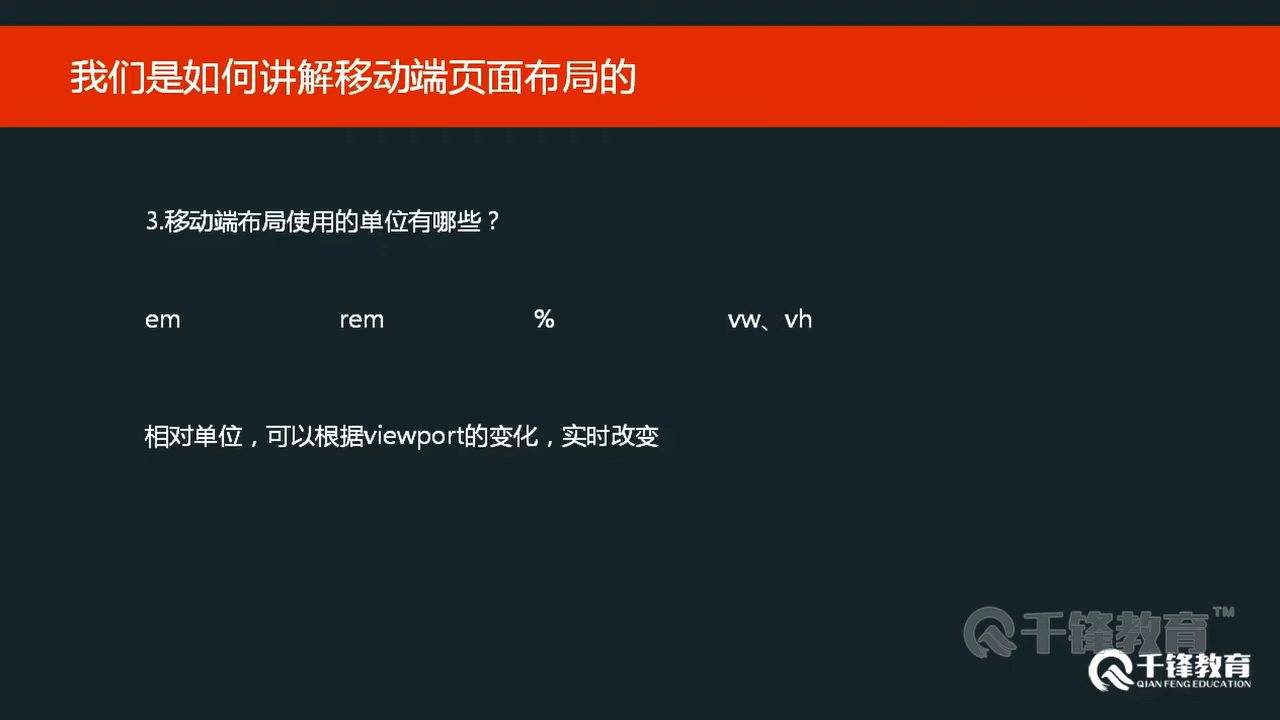 我们是如何讲解移动端页面布局的
3.移动端布局使用的单位有哪些？
em rem % vw、vh
相对单位，可以根据viewport的变化，实时改变
千锋教育™
千锋教育
QIAN FENG EDUCATION